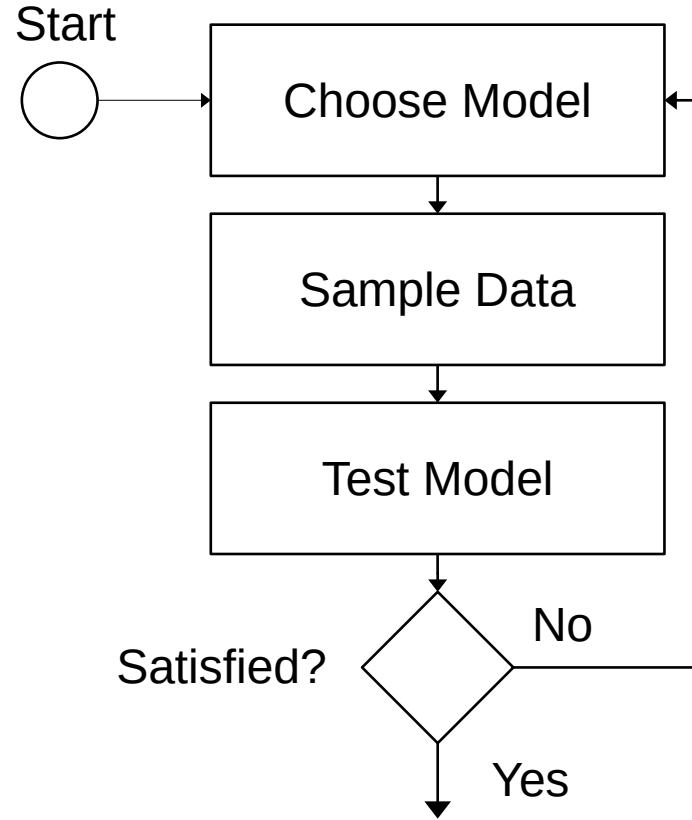 Start
Choose Model
Sample Data
Test Model
No
Satisfied?
Yes